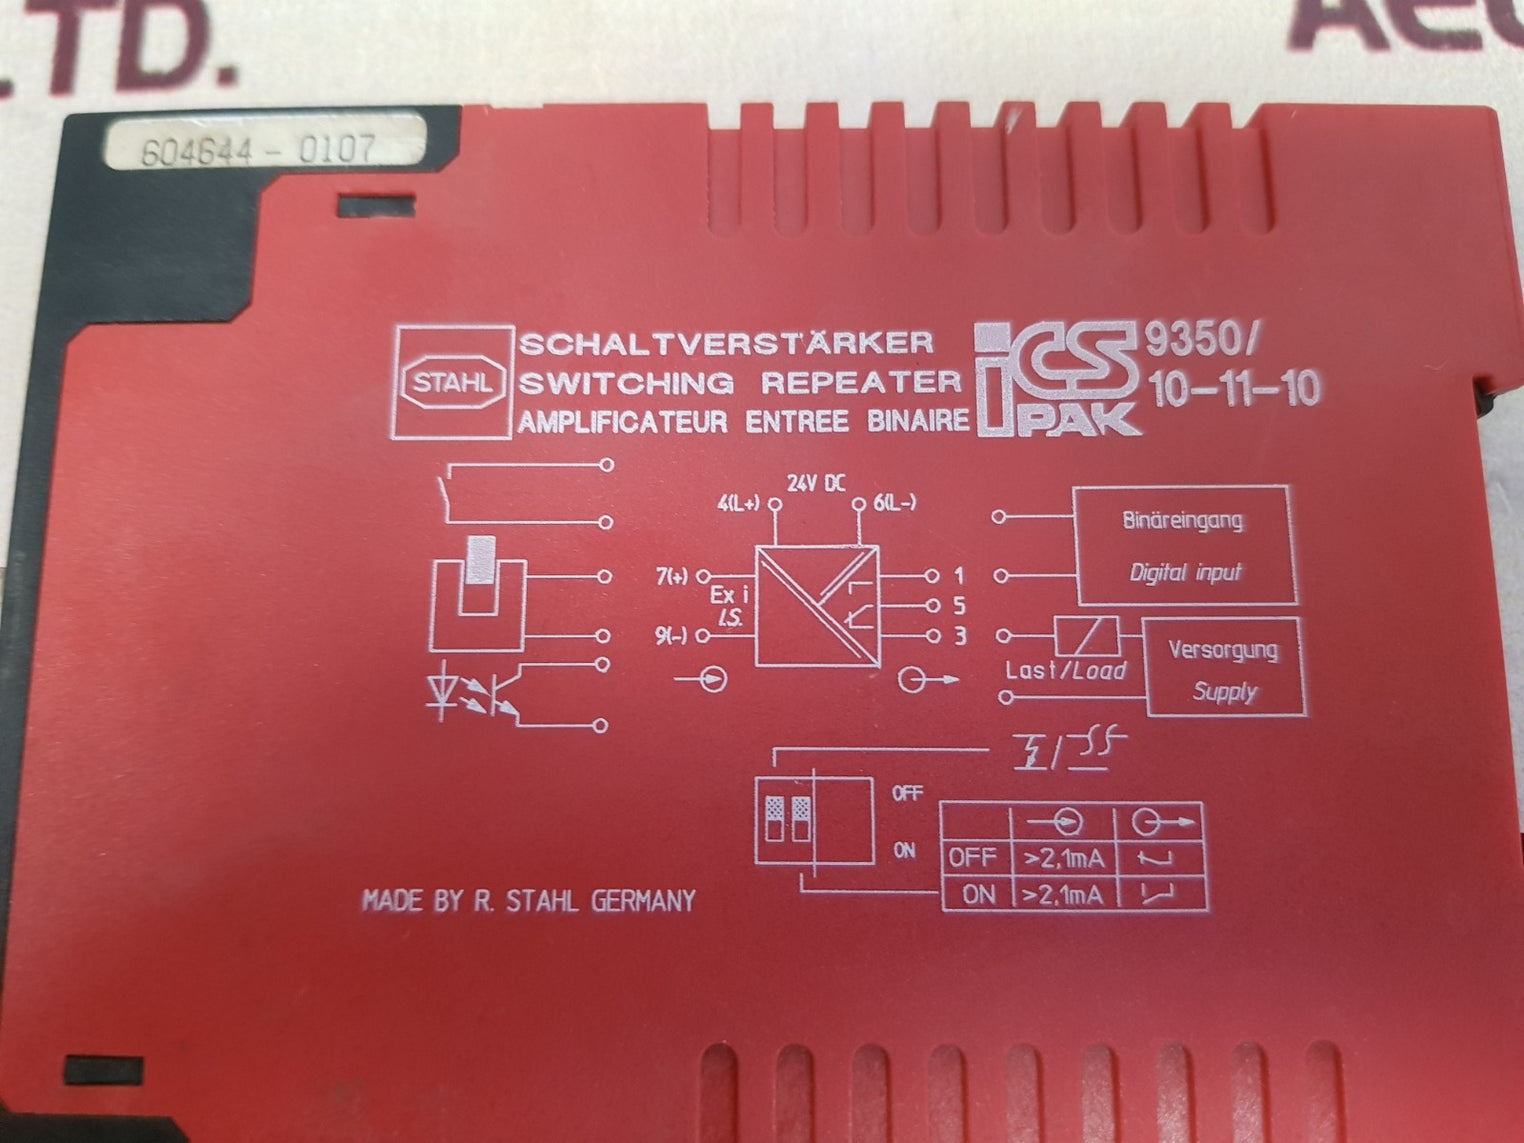 LTD.
604644 - 0107
STAHL
SCHALTVERSTÄRKER
SWITCHING REPEATER
AMPLIFICATEUR ENTREE BINAIRE
iCS
PAK
9350/
10-11-10
24V DC
4(L+) 6(L-)
7(+)
Ex i
I.S.
9(-)
1
5
3
Binäreingang
Digital input
Last/Load
Versorgung
Supply
OFF
ON
OFF >2,1mA
ON >2,1mA
MADE BY R. STAHL GERMANY